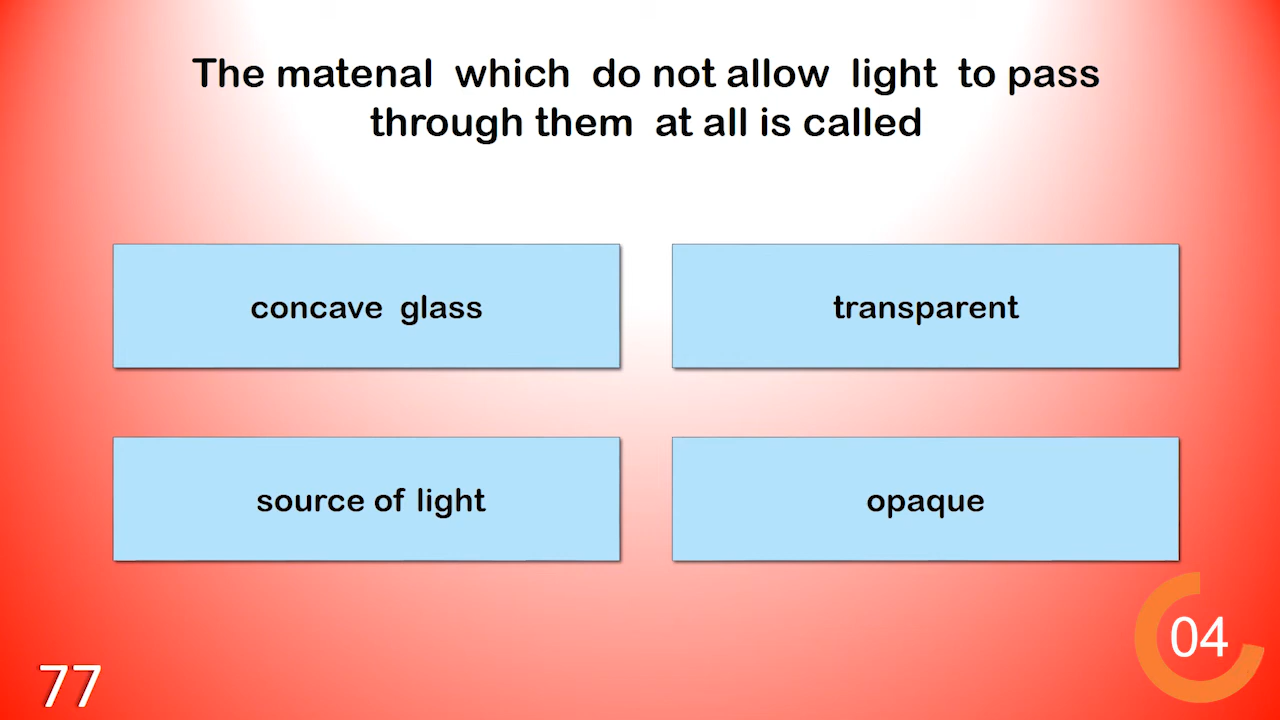 The matenal which do not allow light to pass
through them at all is called
concave glass
transparent
source of light
opaque
04
77